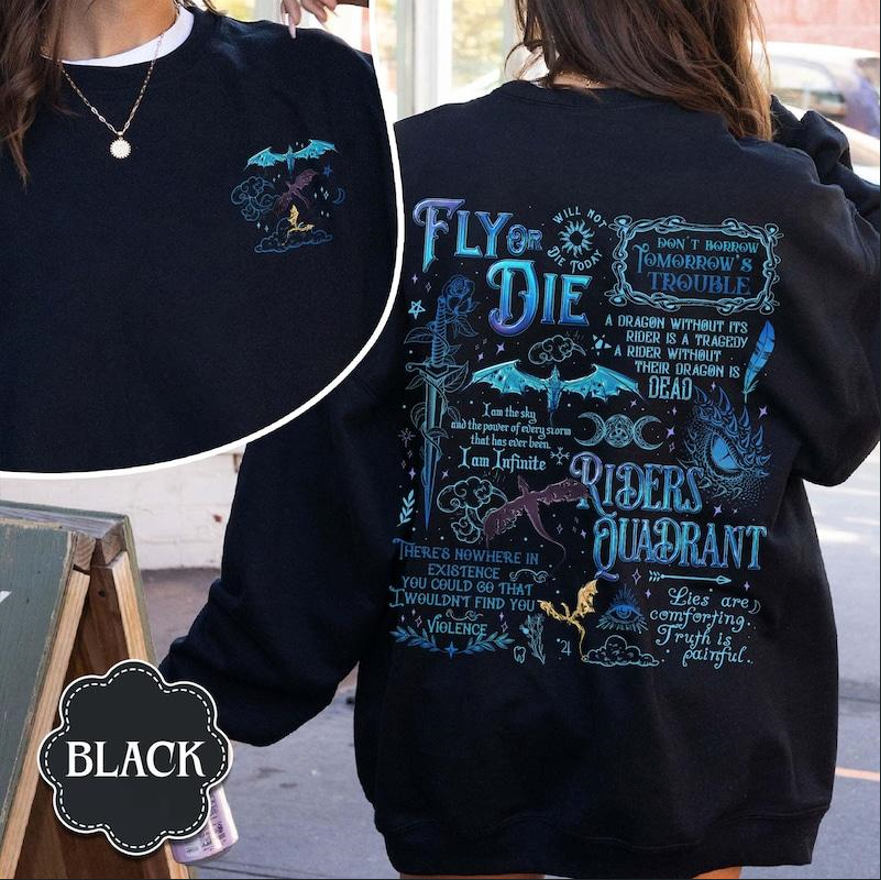 FLY OR
DIE
WILL NOT
DIE TODAY
DON'T BORROW
TOMORROW'S
TROUBLE
A DRAGON WITHOUT ITS
RIDER IS A TRAGEDY
A RIDER WITHOUT
THEIR DRAGON IS
DEAD
I am the sky
and the power of every storm
that has ever been.
I am Infinite
RIDERS
QUADRANT
THERE'S NOWHERE IN
EXISTENCE
YOU COULD GO THAT
I WOULDN'T FIND YOU
VIOLENCE
Lies are
comforting.
Truth is
painful.
BLACK